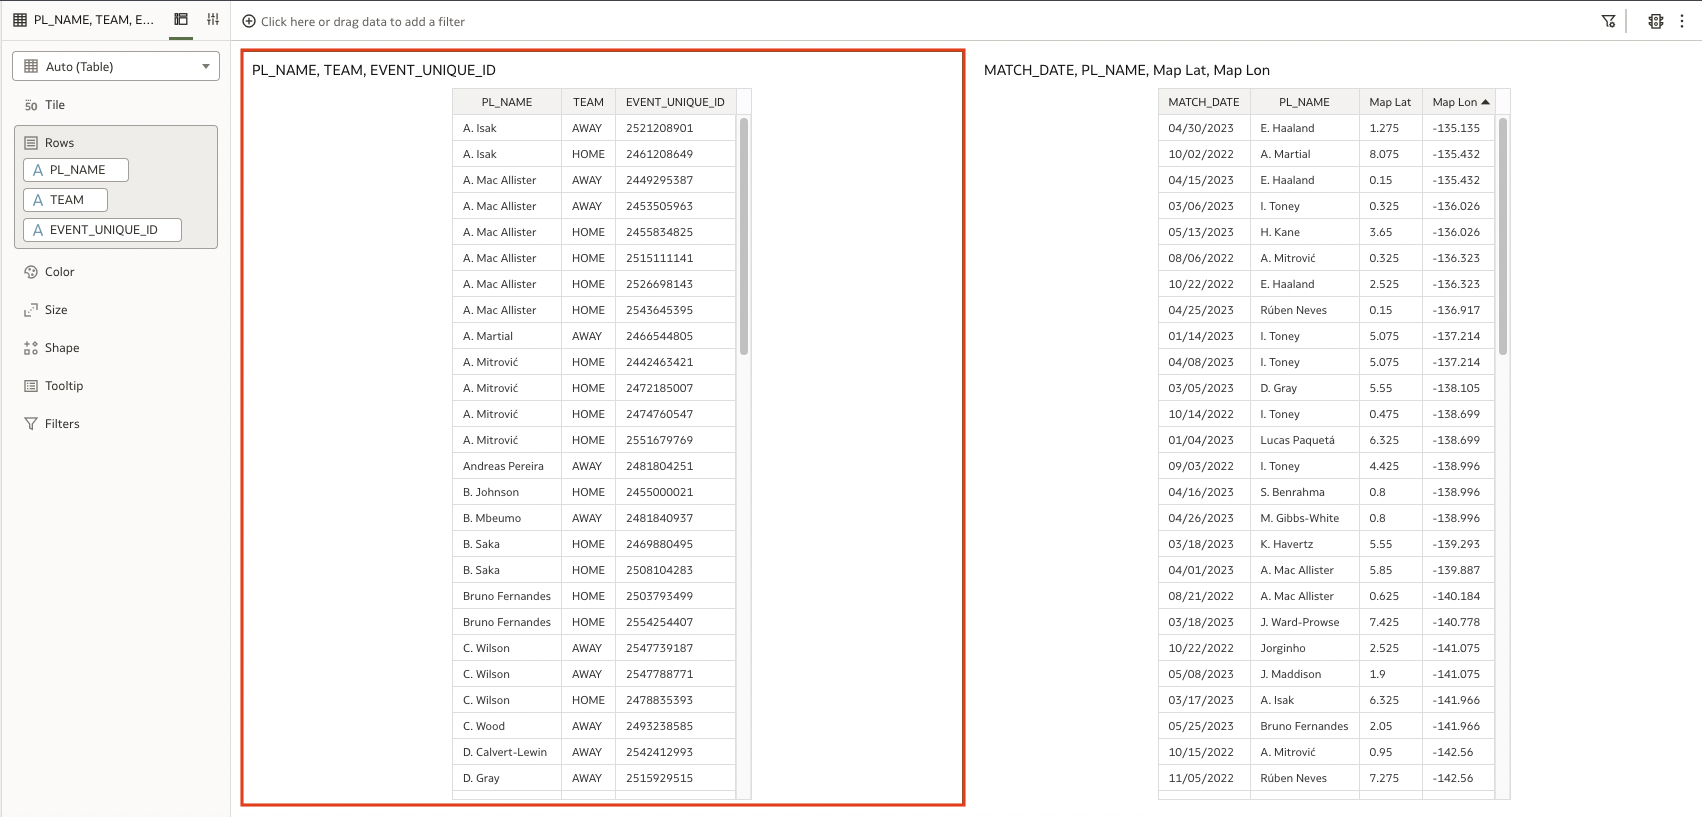 PL_NAME, TEAM, E...
Click here or drag data to add a filter
Auto (Table)
50 Tile
Rows
A PL_NAME
A TEAM
A EVENT_UNIQUE_ID
Color
Size
Shape
Tooltip
Filters
PL_NAME, TEAM, EVENT_UNIQUE_ID
PL_NAME TEAM EVENT_UNIQUE_ID
A. Isak AWAY 2521208901
A. Isak HOME 2461208649
A. Mac Allister AWAY 2449295387
A. Mac Allister AWAY 2453505963
A. Mac Allister HOME 2455834825
A. Mac Allister HOME 2515111141
A. Mac Allister HOME 2526698143
A. Mac Allister HOME 2543645395
A. Martial AWAY 2466544805
A. Mitrović HOME 2442463421
A. Mitrović HOME 2472185007
A. Mitrović HOME 2474760547
A. Mitrović HOME 2551679769
Andreas Pereira AWAY 2481804251
B. Johnson HOME 2455000021
B. Mbeumo AWAY 2481840937
B. Saka HOME 2469880495
B. Saka HOME 2508104283
Bruno Fernandes HOME 2503793499
Bruno Fernandes HOME 2554254407
C. Wilson AWAY 2547739187
C. Wilson AWAY 2547788771
C. Wilson HOME 2478835393
C. Wood AWAY 2493238585
D. Calvert-Lewin AWAY 2542412993
D. Gray AWAY 2515929515
MATCH_DATE, PL_NAME, Map Lat, Map Lon
MATCH_DATE PL_NAME Map Lat Map Lon
04/30/2023 E. Haaland 1.275 -135.135
10/02/2022 A. Martial 8.075 -135.432
04/15/2023 E. Haaland 0.15 -135.432
03/06/2023 I. Toney 0.325 -136.026
05/13/2023 H. Kane 3.65 -136.026
08/06/2022 A. Mitrović 0.325 -136.323
10/22/2022 E. Haaland 2.525 -136.323
04/25/2023 Rúben Neves 0.15 -136.917
01/14/2023 I. Toney 5.075 -137.214
04/08/2023 I. Toney 5.075 -137.214
03/05/2023 D. Gray 5.55 -138.105
10/14/2022 I. Toney 0.475 -138.699
01/04/2023 Lucas Paquetá 6.325 -138.699
09/03/2022 I. Toney 4.425 -138.996
04/16/2023 S. Benrahma 0.8 -138.996
04/26/2023 M. Gibbs-White 0.8 -138.996
03/18/2023 K. Havertz 5.55 -139.293
04/01/2023 A. Mac Allister 5.85 -139.887
08/21/2022 A. Mac Allister 0.625 -140.184
03/18/2023 J. Ward-Prowse 7.425 -140.778
10/22/2022 Jorginho 2.525 -141.075
05/08/2023 J. Maddison 1.9 -141.075
03/17/2023 A. Isak 6.325 -141.966
05/25/2023 Bruno Fernandes 2.05 -141.966
10/15/2022 A. Mitrović 0.95 -142.56
11/05/2022 Rúben Neves 7.275 -142.56